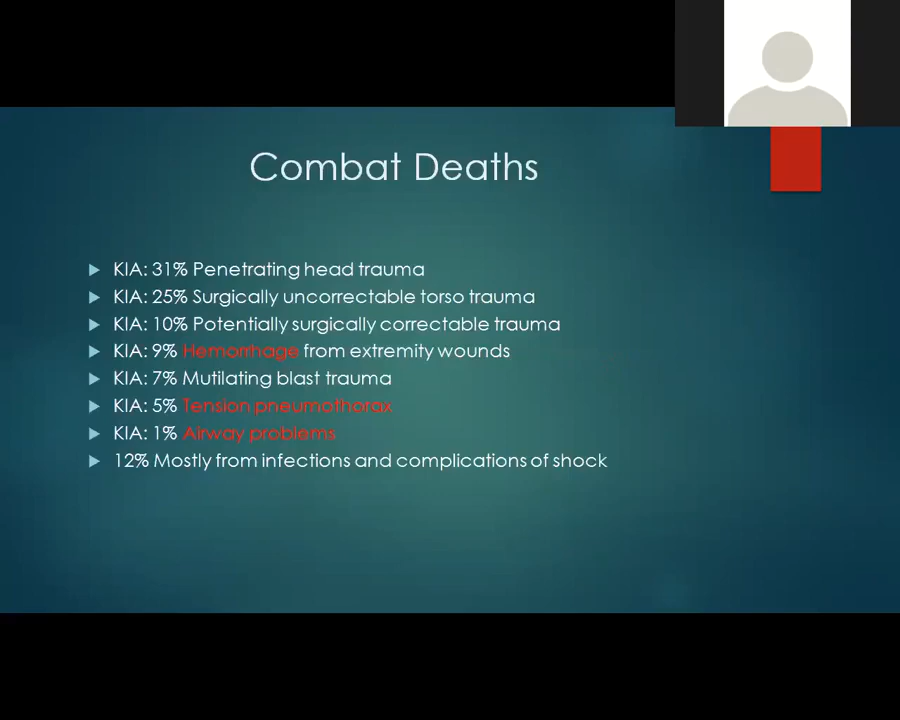 Combat Deaths
KIA: 31% Penetrating head trauma
KIA: 25% Surgically uncorrectable torso trauma
KIA: 10% Potentially surgically correctable trauma
KIA: 9% Hemorrhage from extremity wounds
KIA: 7% Mutilating blast trauma
KIA: 5% Tension pneumothorax
KIA: 1% Airway problems
12% Mostly from infections and complications of shock